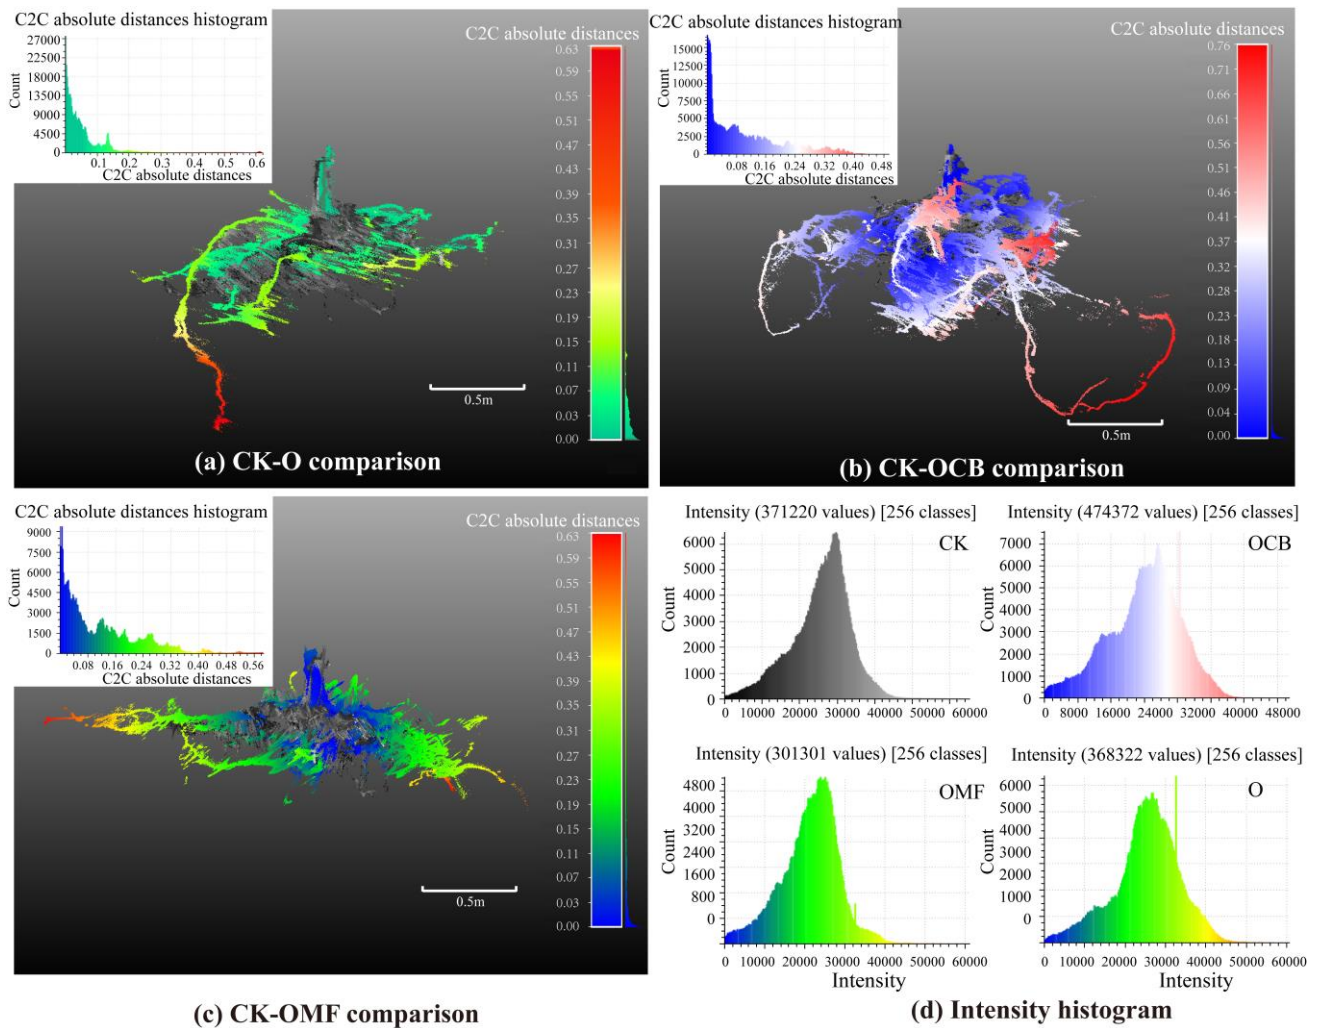 C2C absolute distances histogram
27000
22500
18000
13500
9000
4500
0
Count
0.1 0.2 0.3 0.4 0.5 0.6
C2C absolute distances
C2C absolute distances
0.63
0.59
0.55
0.51
0.47
0.43
0.38
0.35
0.31
0.27
0.23
0.19
0.15
0.11
0.07
0.03
0.00
0.5m
(a) CK-O comparison
C2C absolute distances histogram
15000
12500
10000
7500
5000
2500
0
Count
0.08 0.16 0.24 0.32 0.40 0.48
C2C absolute distances
C2C absolute distances
0.76
0.71
0.66
0.61
0.56
0.51
0.46
0.41
0.37
0.32
0.28
0.23
0.18
0.13
0.09
0.04
0.00
0.5m
(b) CK-OCB comparison
C2C absolute distances histogram
9000
7500
6000
4500
3000
1500
0
Count
0.08 0.16 0.24 0.32 0.40 0.48 0.56
C2C absolute distances
C2C absolute distances
0.63
0.59
0.55
0.51
0.47
0.43
0.39
0.35
0.31
0.27
0.23
0.19
0.15
0.11
0.07
0.03
0.00
0.5m
(c) CK-OMF comparison
Intensity (371220 values) [256 classes]
CK
6000
5000
4000
3000
2000
1000
0
Count
0 10000 20000 30000 40000 50000 60000
Intensity (474372 values) [256 classes]
OCB
7000
6000
5000
4000
3000
2000
1000
0
Count
0 8000 16000 24000 32000 40000 48000
Intensity (301301 values) [256 classes]
OMF
4800
4000
3200
2400
1600
800
0
Count
0 10000 20000 30000 40000 50000 60000
Intensity
Intensity (368322 values) [256 classes]
O
6000
5000
4000
3000
2000
1000
0
Count
0 10000 20000 30000 40000 50000 60000
Intensity
(d) Intensity histogram